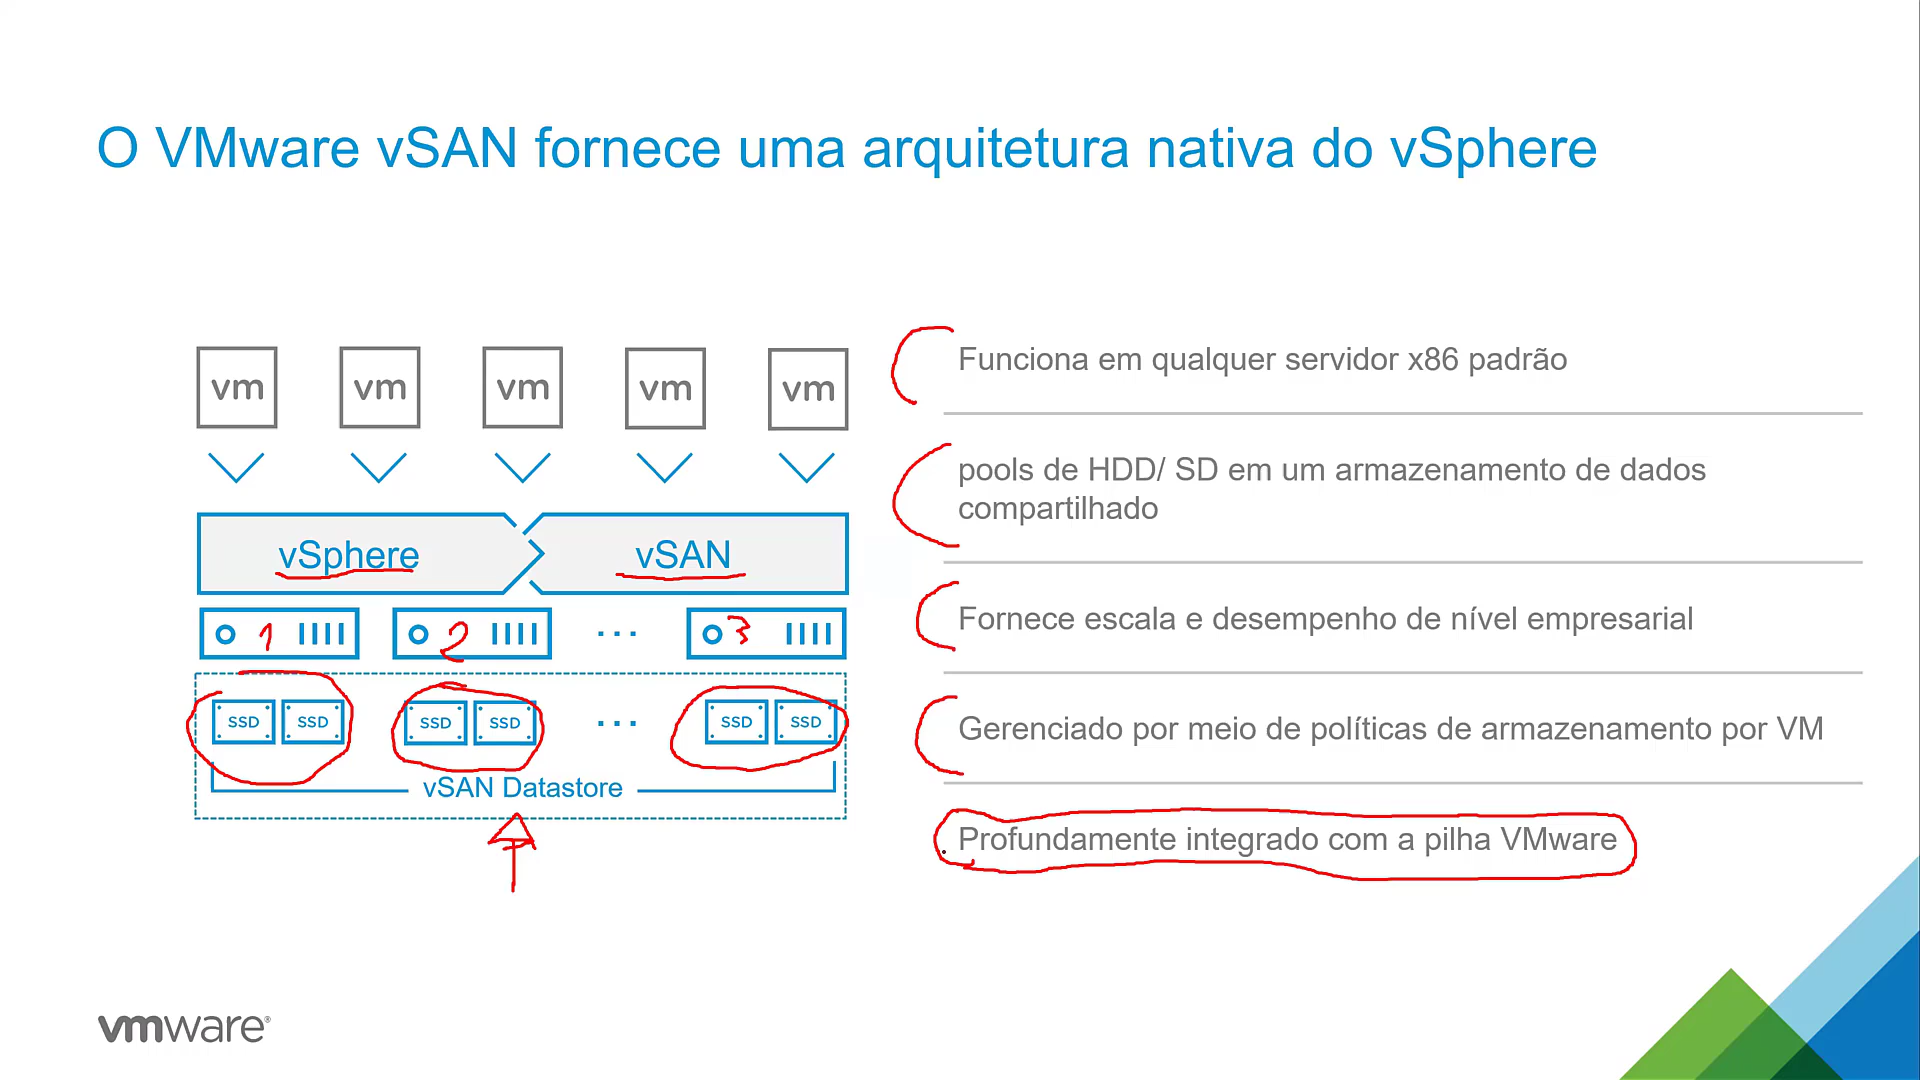 O VMware vSAN fornece uma arquitetura nativa do vSphere
vm vm vm vm vm
vSphere vSAN
1 2 ... 3
SSD SSD SSD SSD ... SSD SSD
vSAN Datastore
Funciona em qualquer servidor x86 padrão
pools de HDD/ SD em um armazenamento de dados
compartilhado
Fornece escala e desempenho de nível empresarial
Gerenciado por meio de políticas de armazenamento por VM
Profundamente integrado com a pilha VMware
vmware®